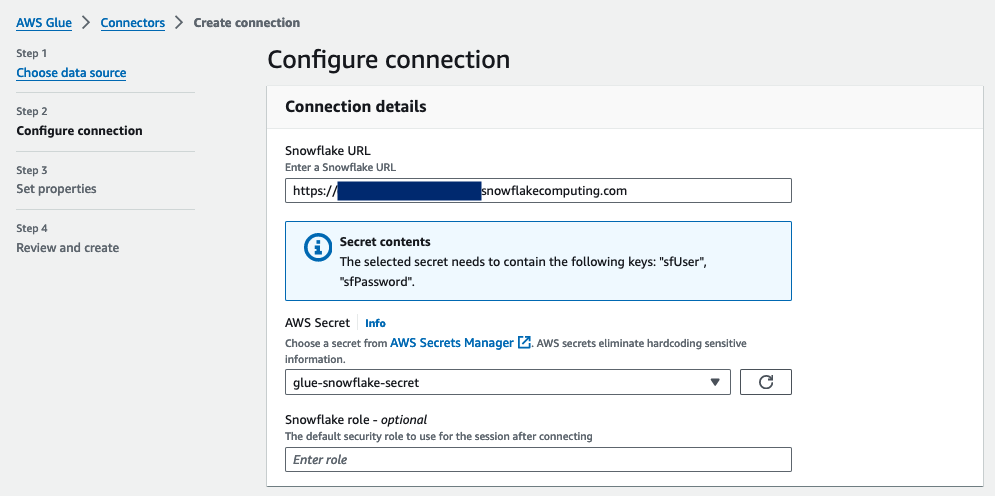 AWS Glue > Connectors > Create connection
Step 1
Choose data source
Step 2
Configure connection
Step 3
Set properties
Step 4
Review and create
Configure connection
Connection details
Snowflake URL
Enter a Snowflake URL
https:// snowflakecomputing.com
Secret contents
The selected secret needs to contain the following keys: "sfUser",
"sfPassword".
AWS Secret Info
Choose a secret from AWS Secrets Manager. AWS secrets eliminate hardcoding sensitive
information.
glue-snowflake-secret
Snowflake role - optional
The default security role to use for the session after connecting
Enter role